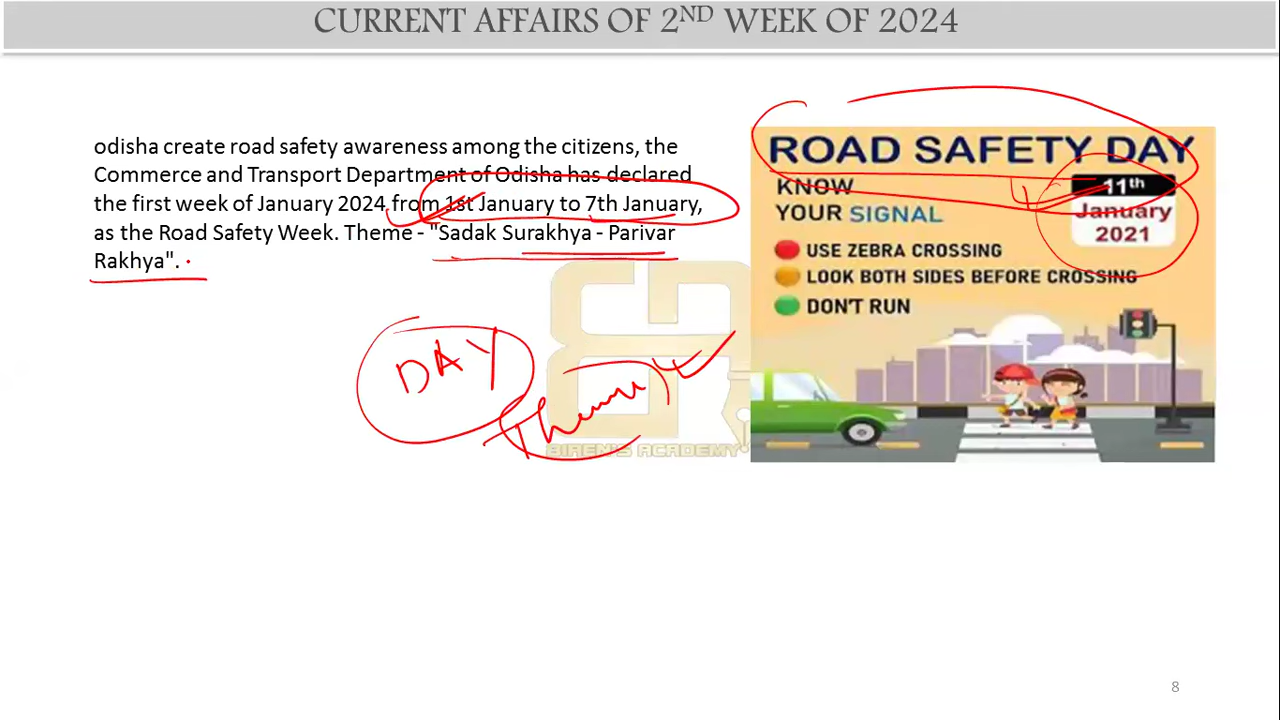 CURRENT AFFAIRS OF 2ND WEEK OF 2024
odisha create road safety awareness among the citizens, the
Commerce and Transport Department of Odisha has declared
the first week of January 2024 from 1st January to 7th January,
as the Road Safety Week. Theme - "Sadak Surakhya - Parivar
Rakhya".
DAY
Theme
BIREN'S ACADEMY
ROAD SAFETY DAY
KNOW
YOUR SIGNAL
11th
January
2021
USE ZEBRA CROSSING
LOOK BOTH SIDES BEFORE CROSSING
DON'T RUN
8